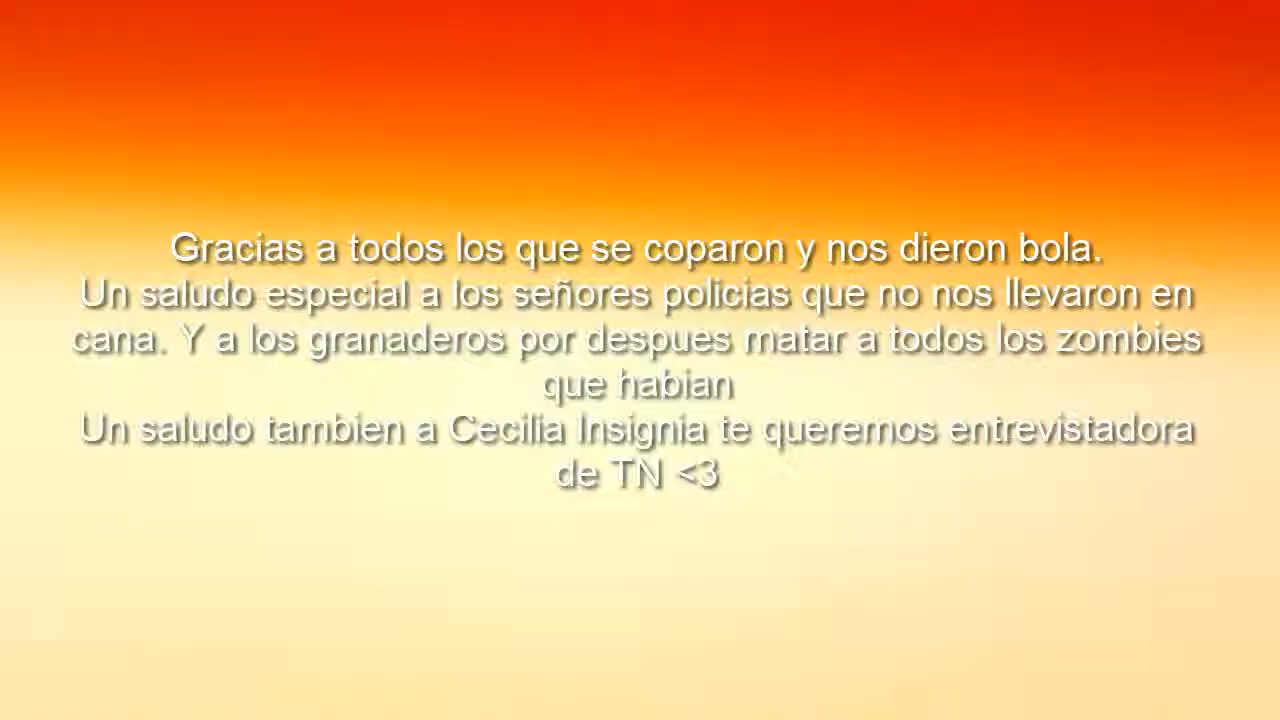 Gracias a todos los que se coparon y nos dieron bola.
Un saludo especial a los señores policias que no nos llevaron en
cana. Y a los granaderos por despues matar a todos los zombies
que habian
Un saludo tambien a Cecilia Insignia te queremos entrevistadora
de TN <3